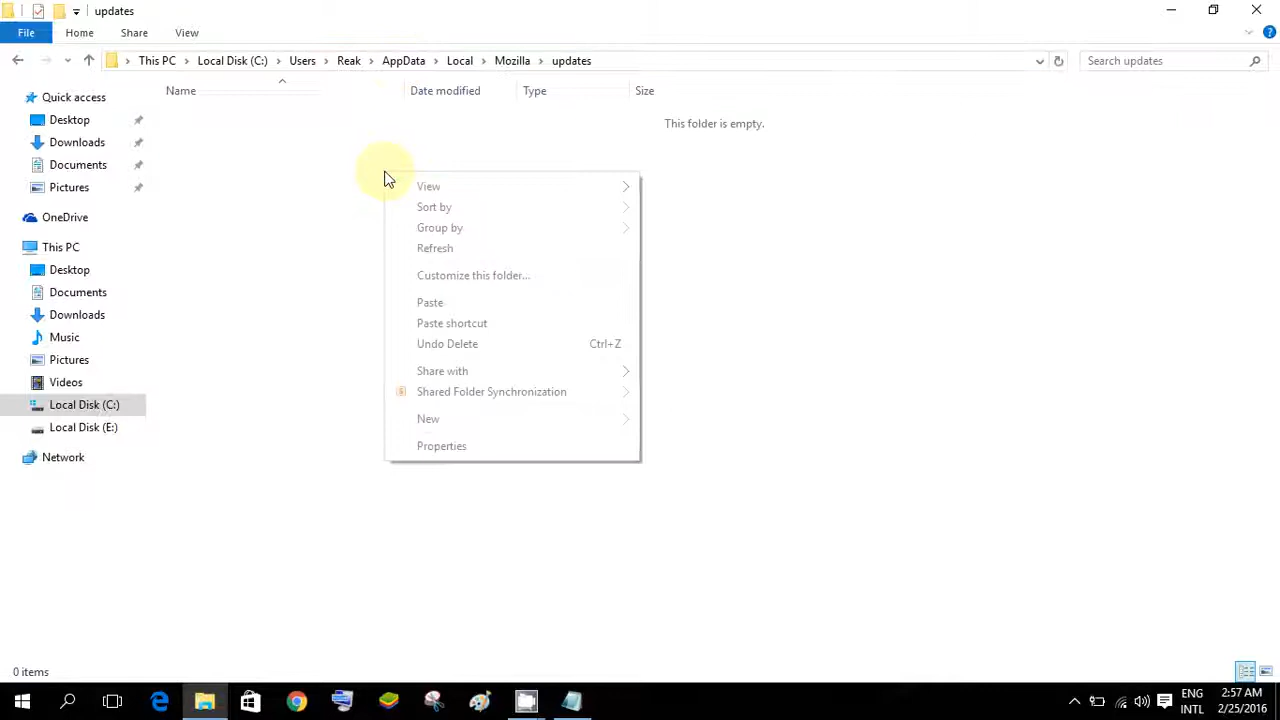 updates
File Home Share View
This PC Local Disk (C:) Users Reak AppData Local Mozilla updates
Search updates
Name Date modified Type Size
This folder is empty.
Quick access
Desktop
Downloads
Documents
Pictures
OneDrive
This PC
Desktop
Documents
Downloads
Music
Pictures
Videos
Local Disk (C:)
Local Disk (E:)
Network
View
Sort by
Group by
Refresh
Customize this folder...
Paste
Paste shortcut
Undo Delete Ctrl+Z
Share with
Shared Folder Synchronization
New
Properties
0 items
ENG
INTL
2:57 AM
2/25/2016